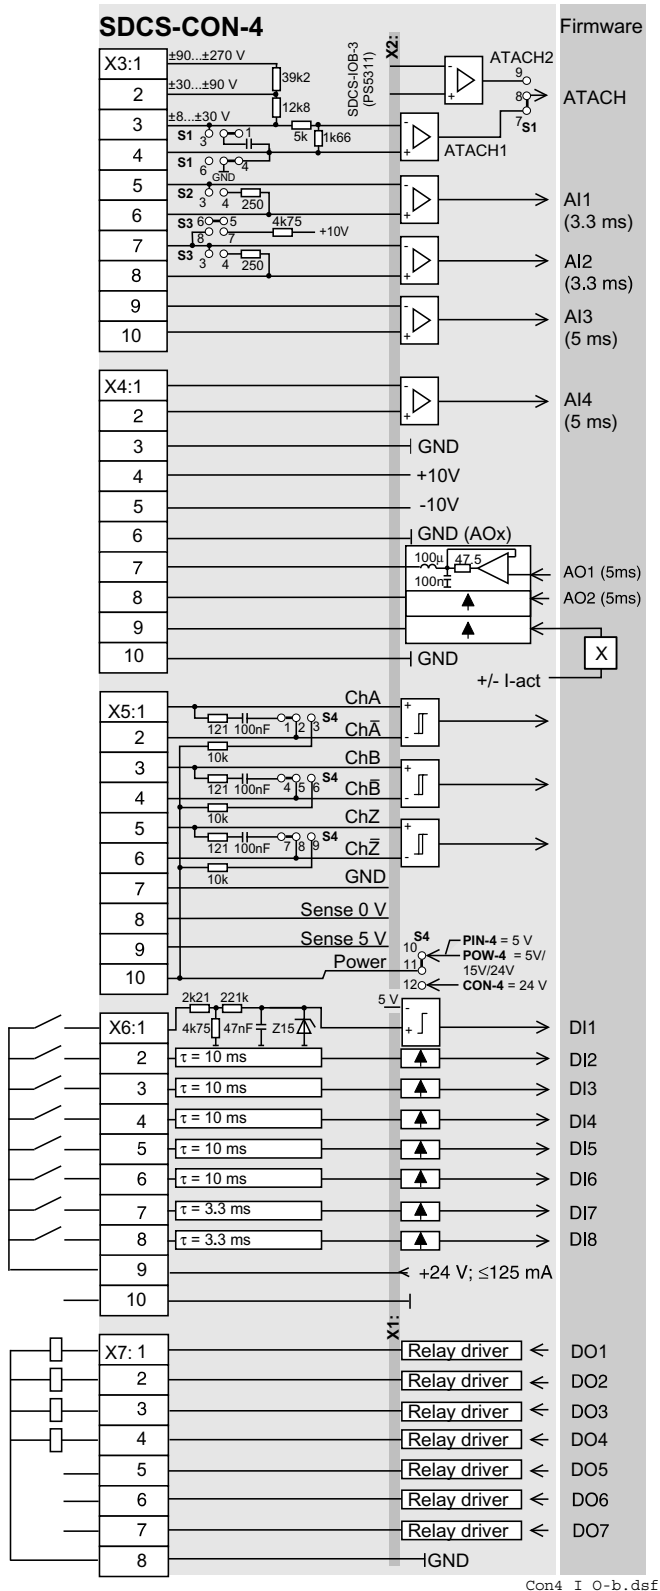 SDCS-CON-4
Firmware
X3:1
±90...±270 V
39k2
SDCS-IOB-3
(PS5311)
X2:
-
+
ATACH2
9
2
±30...±90 V
12k8
8
ATACH
7
S1
3
±8...±30 V
5k
1k66
-
+
ATACH1
S1
3
1
4
S1
6
GND
4
5
S2
3 4 250
-
+
AI1
(3.3 ms)
6
S3
6 5
4k75
8 7
+10V
7
S3
3 4 250
-
+
AI2
(3.3 ms)
8
9
-
+
AI3
(5 ms)
10
X4:1
-
+
AI4
(5 ms)
2
3
GND
4
+10V
5
-10V
6
GND (AOx)
7
100µ
47.5
100n
AO1 (5ms)
8
AO2 (5ms)
9
X
10
GND
+/- I-act
X5:1
ChA
+
-
121 100nF 1 2 3 S4
2
ChA̅
10k
3
ChB
+
-
121 100nF 4 5 6 S4
4
ChB̅
10k
5
ChZ
+
-
121 100nF 7 8 9 S4
6
ChZ̅
10k
7
GND
8
Sense 0 V
9
Sense 5 V
10
S4
PIN-4 = 5 V
POW-4 = 5V/
15V/24V
10
Power
11
12
CON-4 = 24 V
X6:1
2k21 221k
4k75 47nF Z15
5 V
-
+
DI1
2
τ = 10 ms
DI2
3
τ = 10 ms
DI3
4
τ = 10 ms
DI4
5
τ = 10 ms
DI5
6
τ = 10 ms
DI6
7
τ = 3.3 ms
DI7
8
τ = 3.3 ms
DI8
9
+24 V; ≤125 mA
10
X1:
X7: 1
Relay driver
DO1
2
Relay driver
DO2
3
Relay driver
DO3
4
Relay driver
DO4
5
Relay driver
DO5
6
Relay driver
DO6
7
Relay driver
DO7
8
GND
Con4 I O-b.dsf